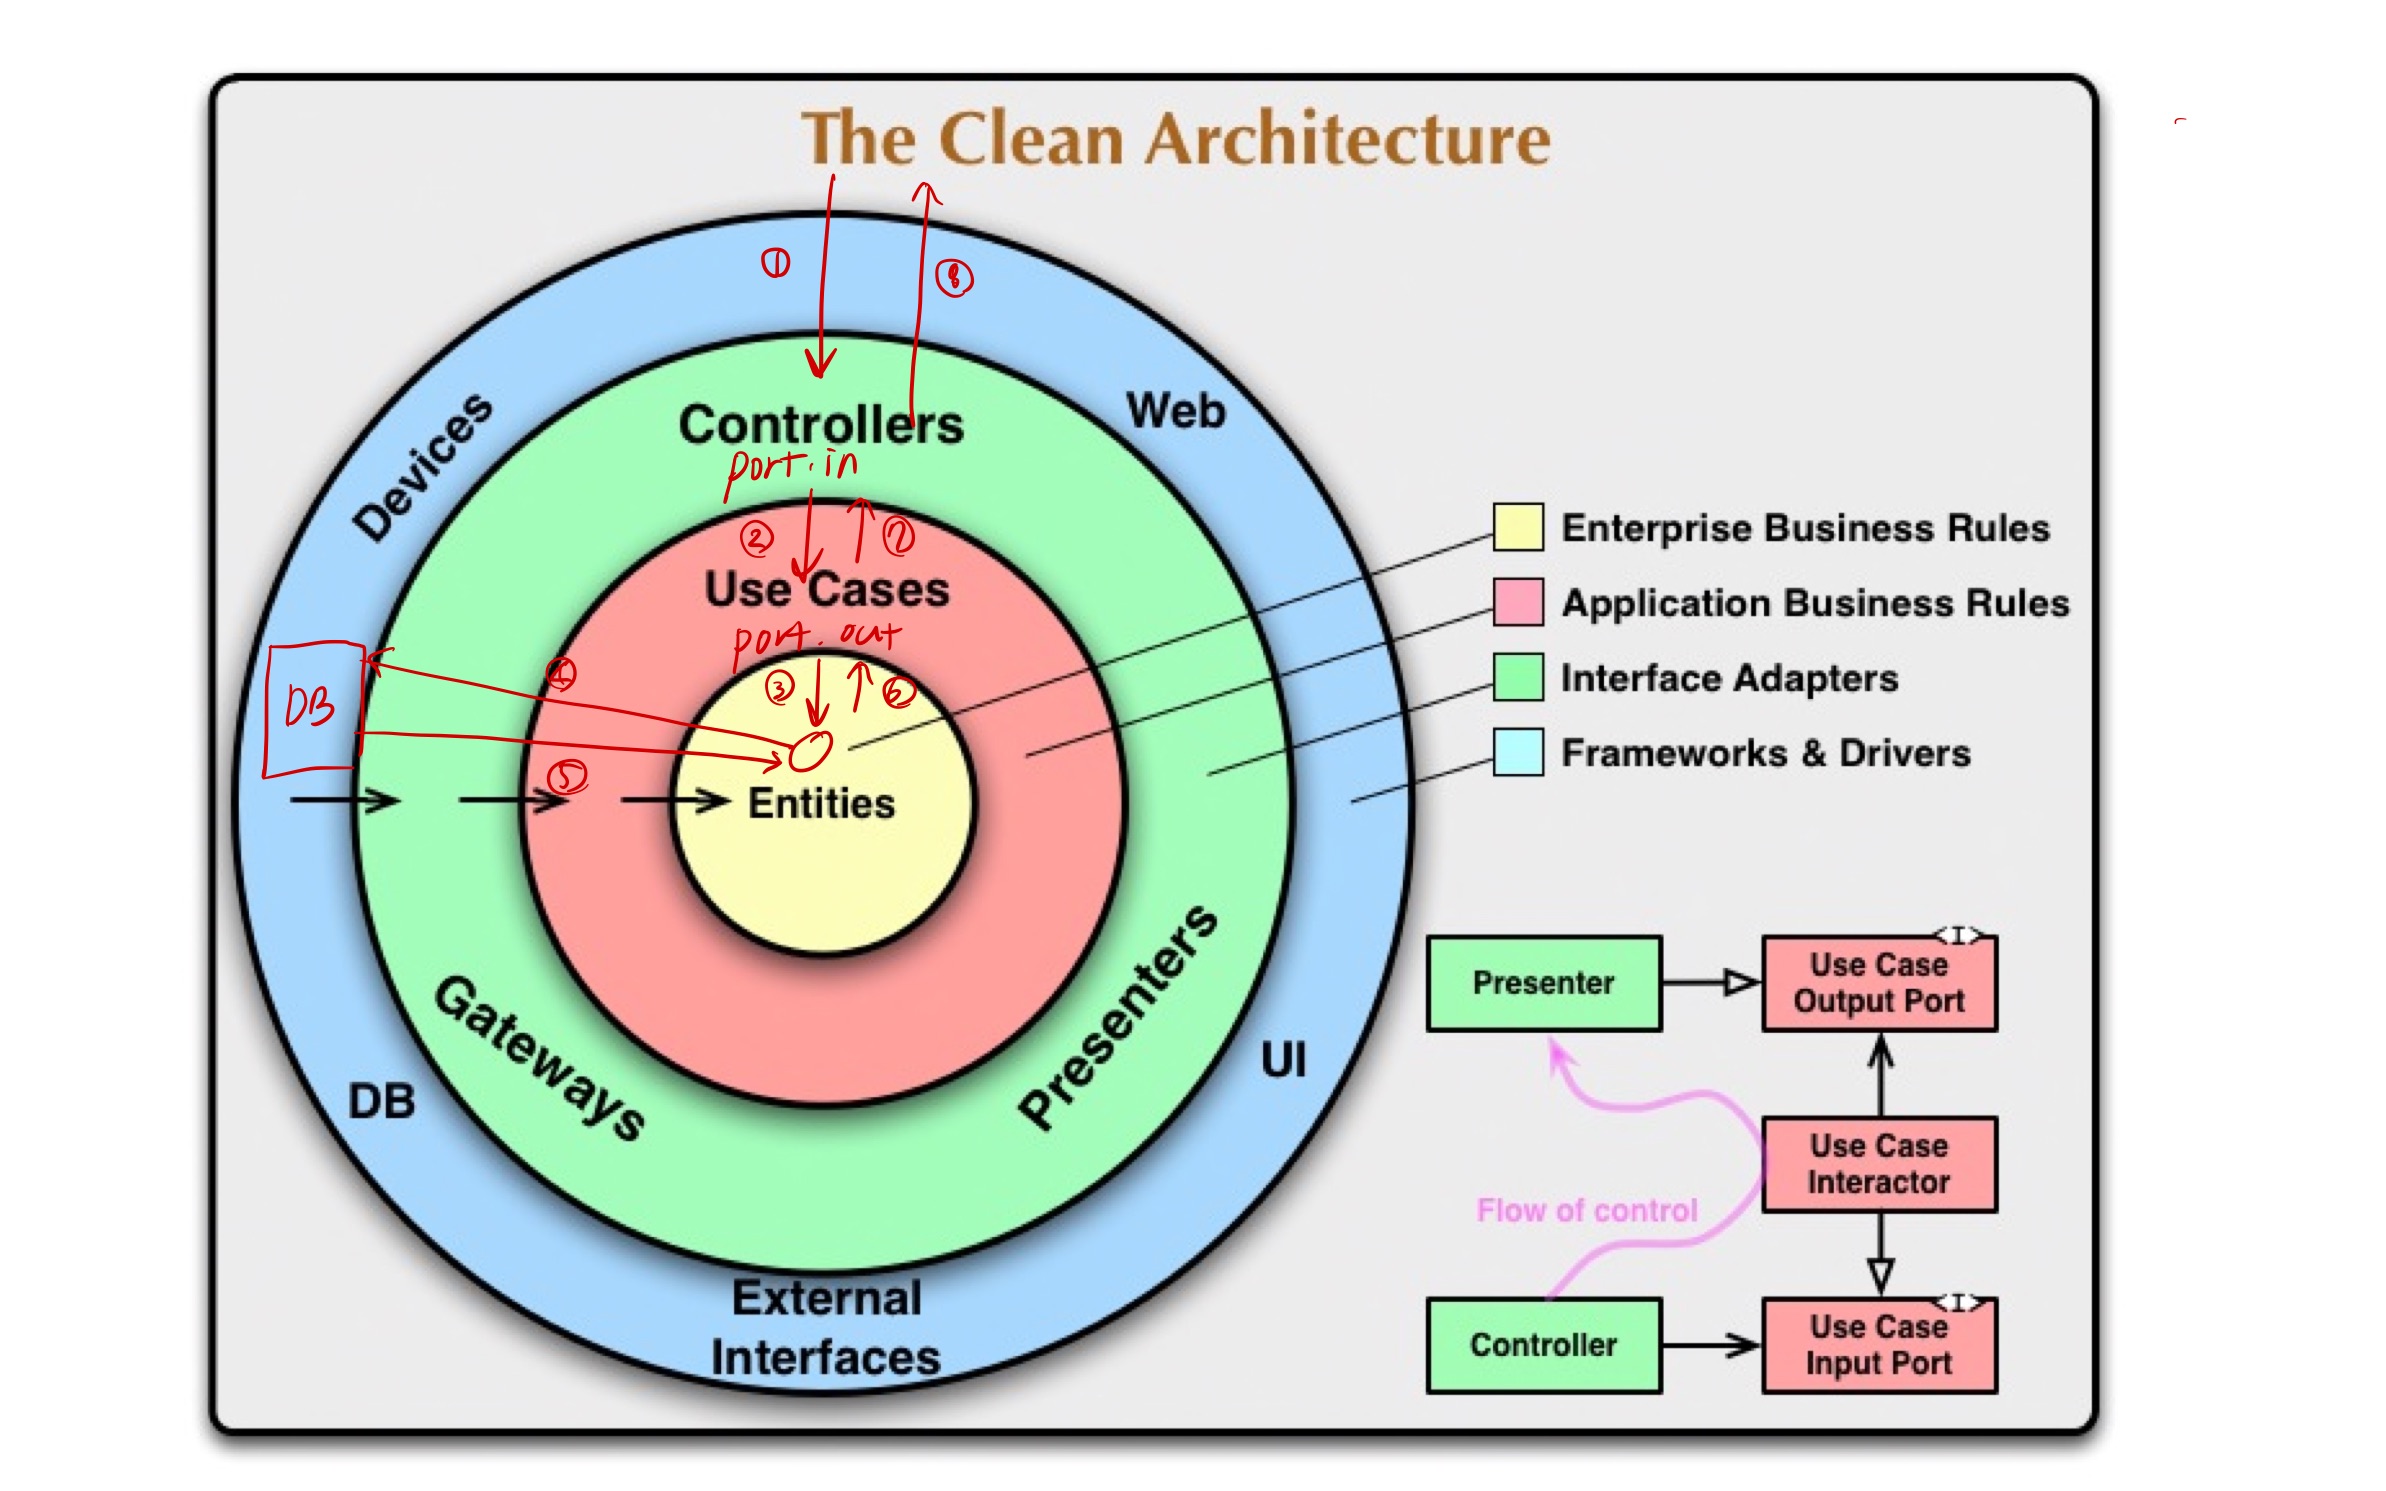 The Clean Architecture
①
⑧
Devices
Controllers
Web
port.in
②
⑦
Use Cases
port.out
③
⑥
④
DB
⑤
Entities
Gateways
Presenters
DB
UI
External
Interfaces
Enterprise Business Rules
Application Business Rules
Interface Adapters
Frameworks & Drivers
Presenter
<I>
Use Case
Output Port
Use Case
Interactor
Flow of control
Controller
<I>
Use Case
Input Port